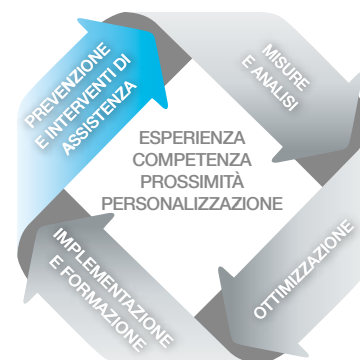 PREVENZIONE
E INTERVENTI DI
ASSISTENZA
MISURE
E ANALISI
ESPERIENZA
COMPETENZA
PROSSIMITÀ
PERSONALIZZAZIONE
IMPLEMENTAZIONE
E FORMAZIONE
OTTIMIZZAZIONE